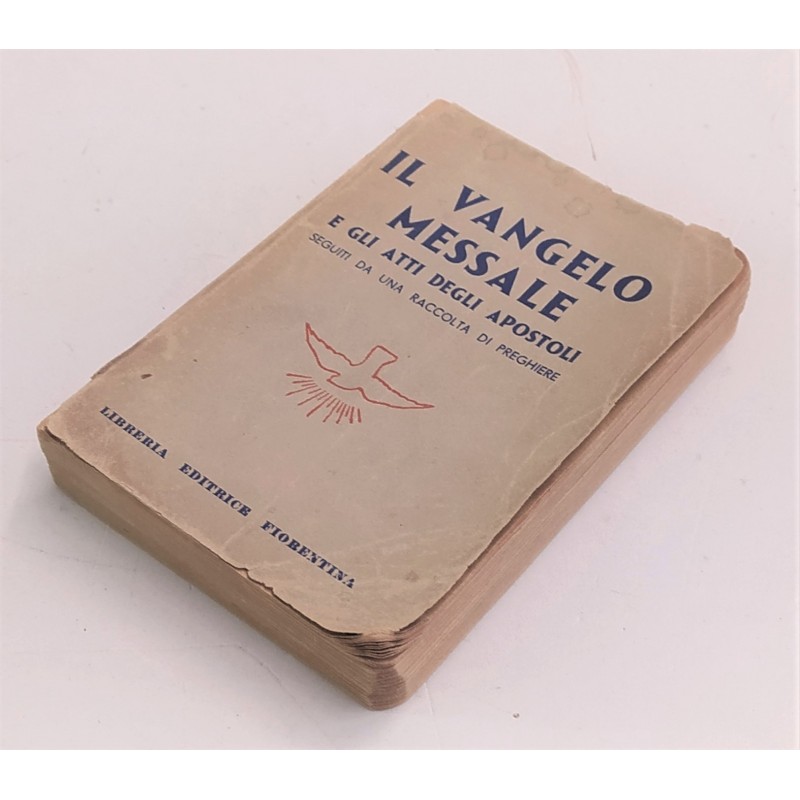 IL VANGELO
MESSALE
E GLI ATTI DEGLI APOSTOLI
SEGUITI DA UNA RACCOLTA DI PREGHIERE
LIBRERIA EDITRICE FIORENTINA